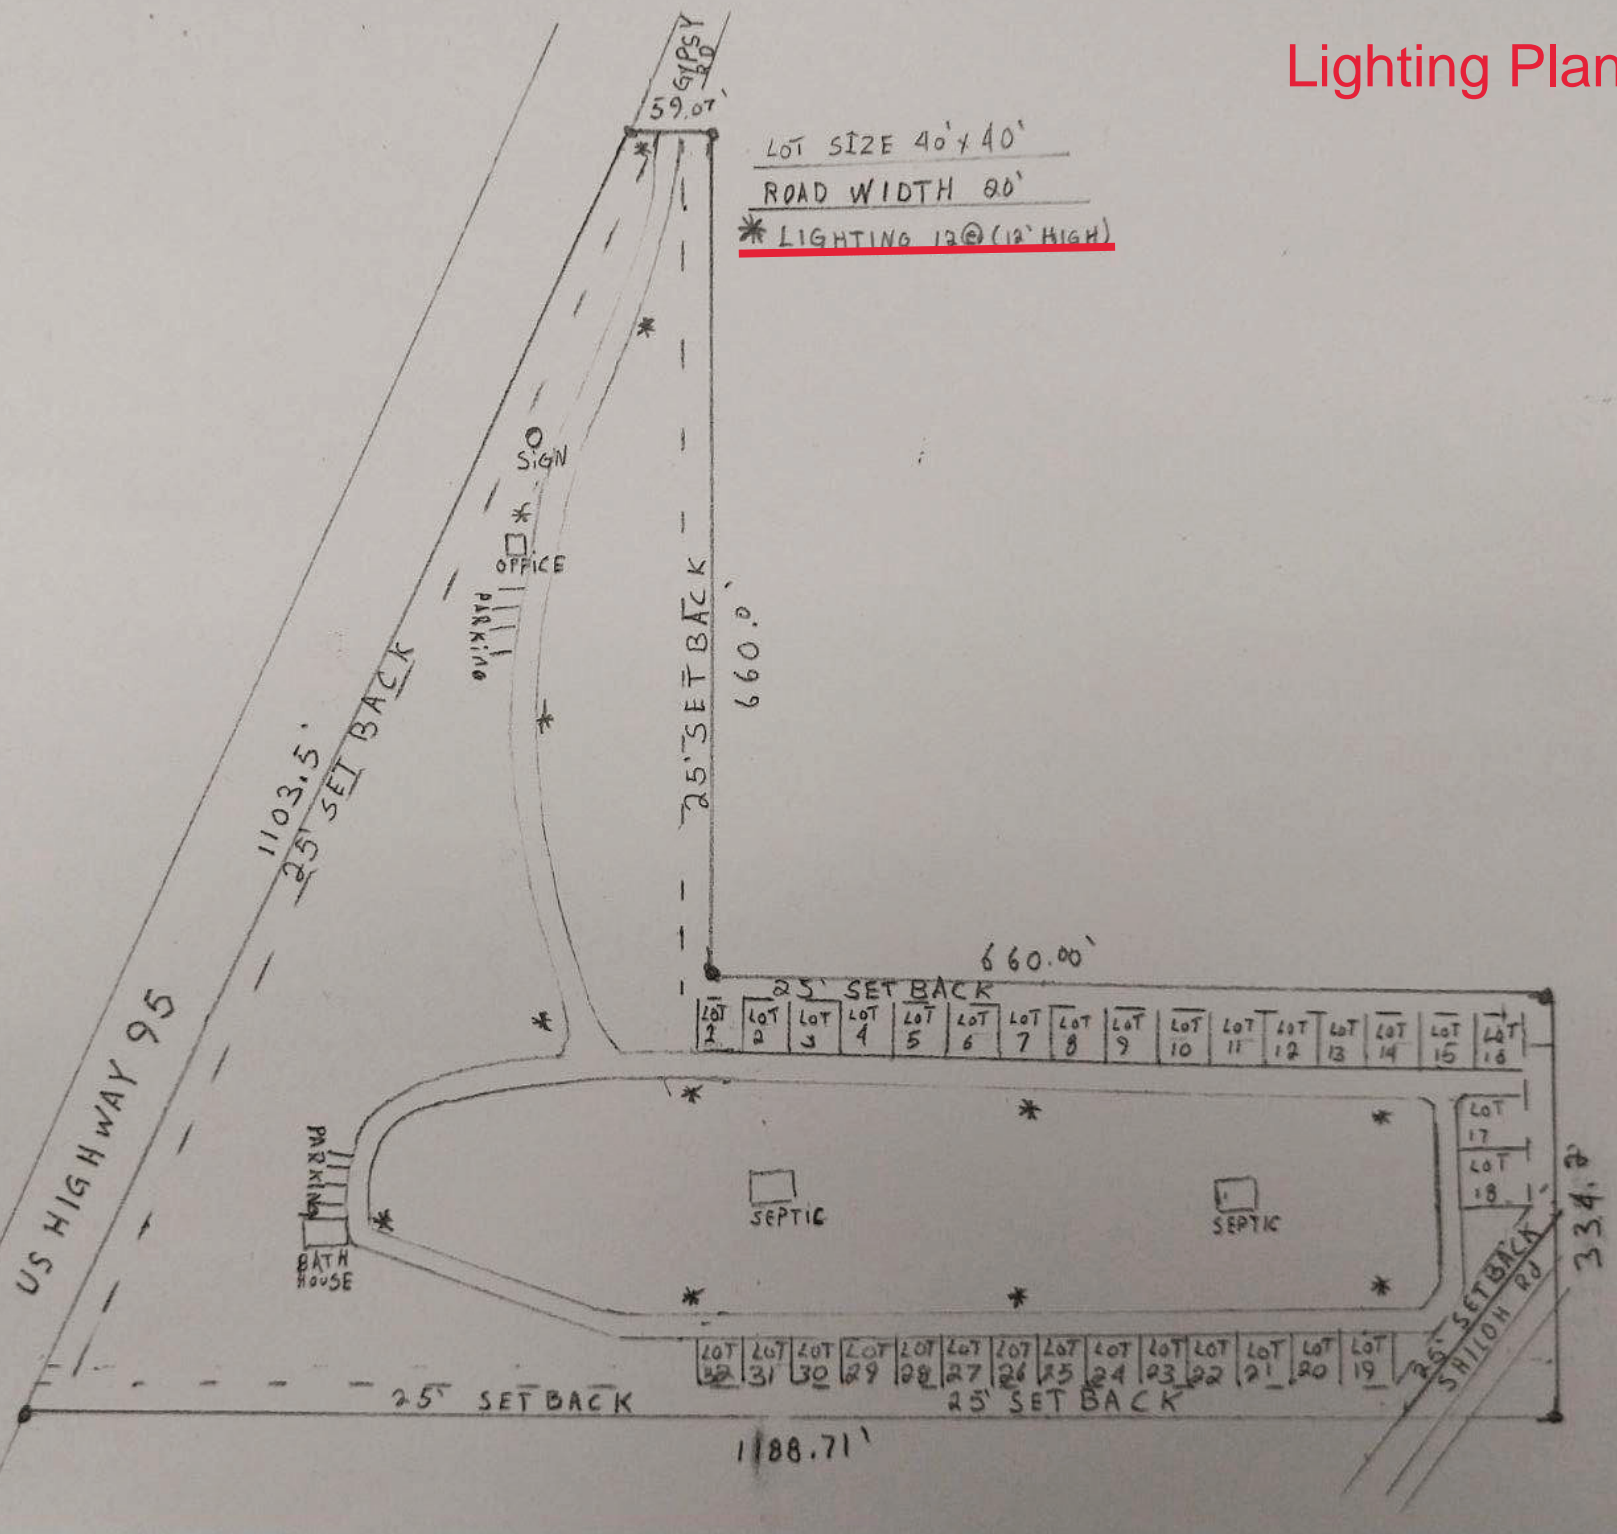 Lighting Plan
GYPSY
RD
59.07'
LOT SIZE 40' x 40'
ROAD WIDTH 20'
* LIGHTING 12@ (12' HIGH)
SIGN
OFFICE
PARKING
25' SET BACK
660.0'
1103.5'
25' SET BACK
US HIGHWAY 95
660.00'
25' SET BACK
LOT 1
LOT 2
LOT 3
LOT 4
LOT 5
LOT 6
LOT 7
LOT 8
LOT 9
LOT 10
LOT 11
LOT 12
LOT 13
LOT 14
LOT 15
LOT 16
LOT 17
LOT 18
334.2'
PARKING
BATH
HOUSE
SEPTIC
SEPTIC
25' SETBACK
SHILOH RD
LOT 32
LOT 31
LOT 30
LOT 29
LOT 28
LOT 27
LOT 26
LOT 25
LOT 24
LOT 23
LOT 22
LOT 21
LOT 20
LOT 19
25' SET BACK
25' SET BACK
1188.71'